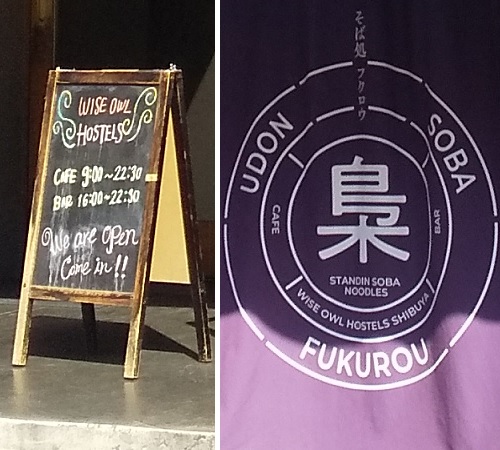 WISE OWL
HOSTELS
CAFE 9:00~22:30
BAR 16:00~22:30
We are Open
Come in!!
そば処 フクロウ
UDON
SOBA
CAFE
BAR
梟
STANDIN SOBA
NOODLES
WISE OWL HOSTELS SHIBUYA
FUKUROU